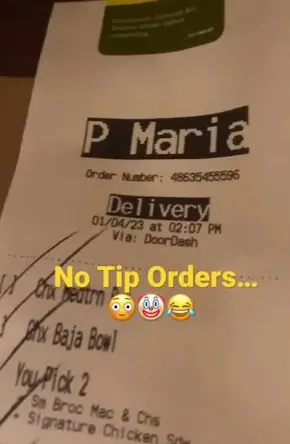 P Maria
Order Number: 48635455596
Delivery
01/04/23 at 02:07 PM
Via: DoorDash
No Tip Orders...
😳🤡😂
Chx
Chx Baja Bowl
You Pick 2
* Sm Broc Mac & Chs
+ Signature Chicken Sdw